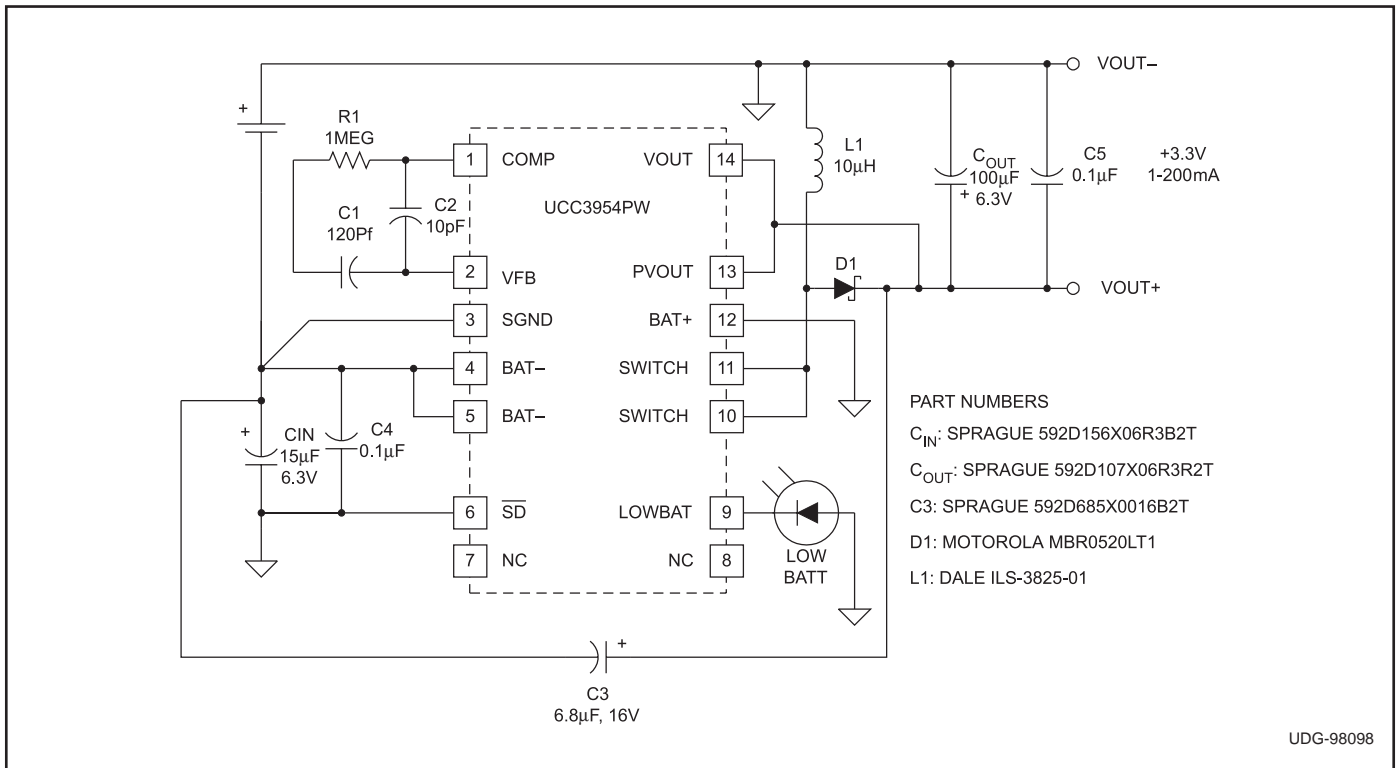 VOUT–
+
R1
1MEG
1 COMP
VOUT 14
L1
10µH
COUT
100µF
+ 6.3V
C5
0.1µF
+3.3V
1-200mA
UCC3954PW
C2
10pF
C1
120Pf
2 VFB
PVOUT 13
D1
VOUT+
3 SGND
BAT+ 12
4 BAT–
SWITCH 11
5 BAT–
SWITCH 10
+ CIN
15µF
6.3V
C4
0.1µF
6 SD
LOWBAT 9
7 NC
NC 8
LOW
BATT
PART NUMBERS
CIN: SPRAGUE 592D156X06R3B2T
COUT: SPRAGUE 592D107X06R3R2T
C3: SPRAGUE 592D685X0016B2T
D1: MOTOROLA MBR0520LT1
L1: DALE ILS-3825-01
+
C3
6.8µF, 16V
UDG-98098